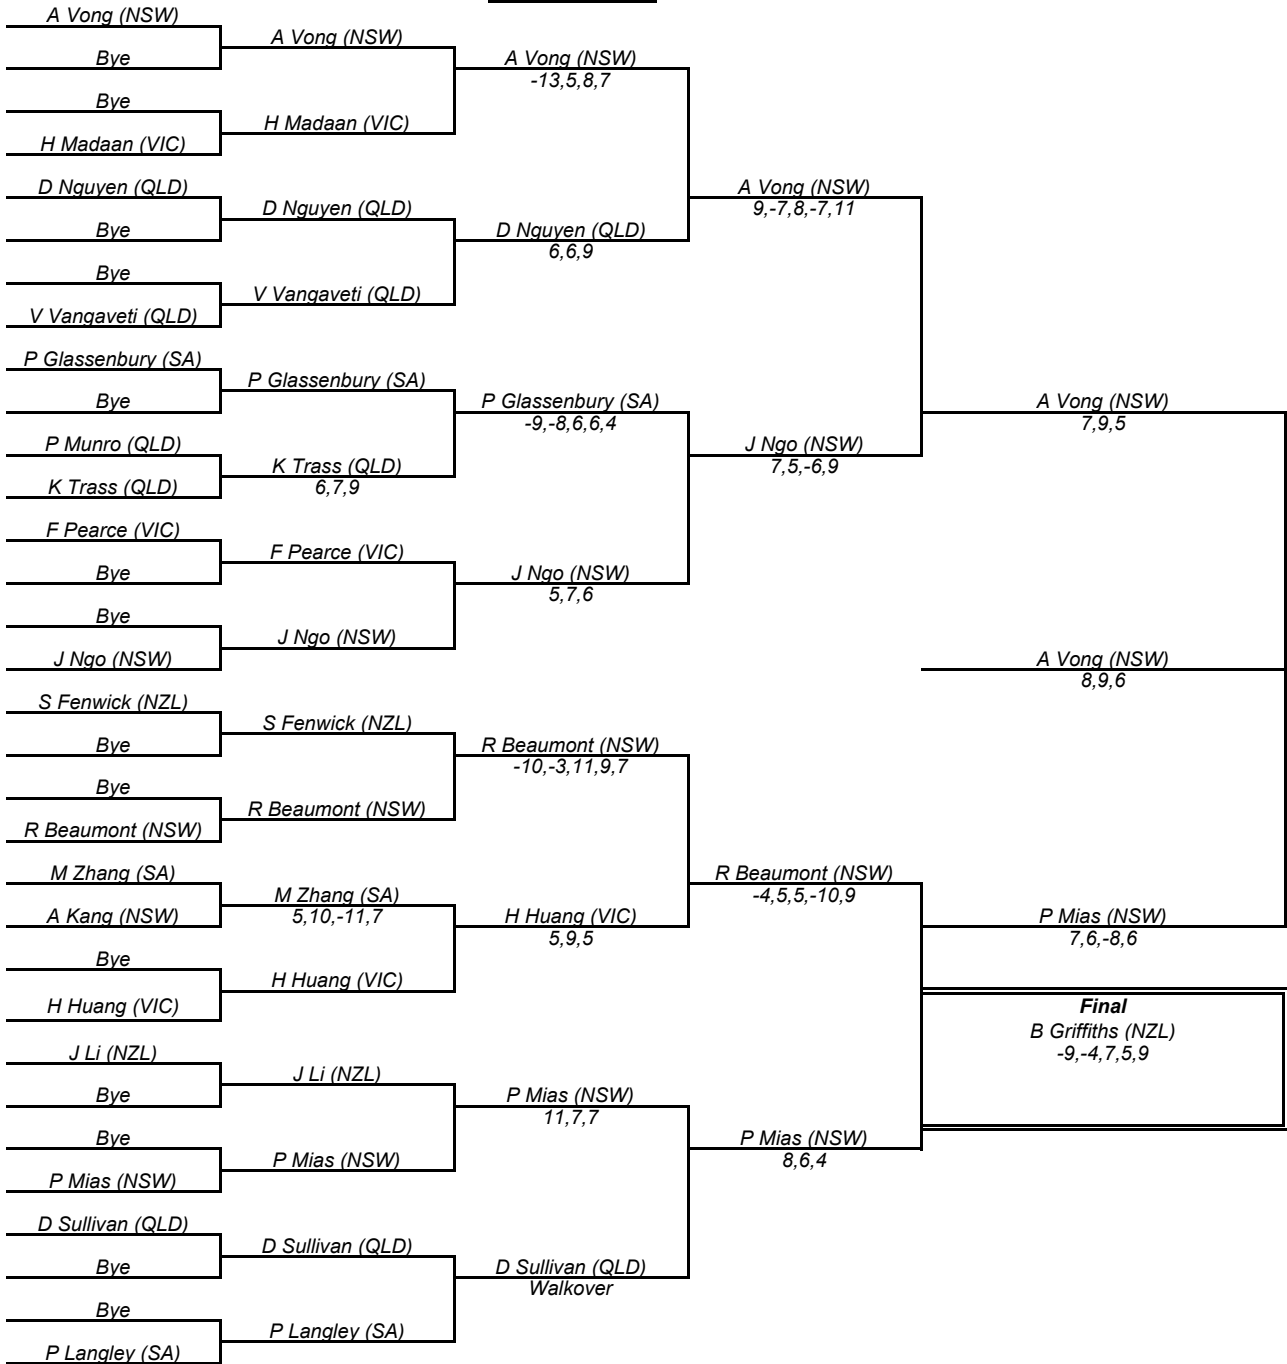 A Vong (NSW)
Bye
Bye
H Madaan (VIC)
D Nguyen (QLD)
Bye
Bye
V Vangaveti (QLD)
P Glassenbury (SA)
Bye
P Munro (QLD)
K Trass (QLD)
F Pearce (VIC)
Bye
Bye
J Ngo (NSW)
S Fenwick (NZL)
Bye
Bye
R Beaumont (NSW)
M Zhang (SA)
A Kang (NSW)
Bye
H Huang (VIC)
J Li (NZL)
Bye
Bye
P Mias (NSW)
D Sullivan (QLD)
Bye
Bye
P Langley (SA)
A Vong (NSW)
H Madaan (VIC)
D Nguyen (QLD)
V Vangaveti (QLD)
P Glassenbury (SA)
K Trass (QLD)
6,7,9
F Pearce (VIC)
J Ngo (NSW)
S Fenwick (NZL)
R Beaumont (NSW)
M Zhang (SA)
5,10,-11,7
H Huang (VIC)
J Li (NZL)
P Mias (NSW)
D Sullivan (QLD)
P Langley (SA)
A Vong (NSW)
-13,5,8,7
D Nguyen (QLD)
6,6,9
P Glassenbury (SA)
-9,-8,6,6,4
J Ngo (NSW)
5,7,6
R Beaumont (NSW)
-10,-3,11,9,7
H Huang (VIC)
5,9,5
P Mias (NSW)
11,7,7
D Sullivan (QLD)
Walkover
A Vong (NSW)
9,-7,8,-7,11
J Ngo (NSW)
7,5,-6,9
R Beaumont (NSW)
-4,5,5,-10,9
P Mias (NSW)
8,6,4
A Vong (NSW)
7,9,5
A Vong (NSW)
8,9,6
P Mias (NSW)
7,6,-8,6
Final
B Griffiths (NZL)
-9,-4,7,5,9